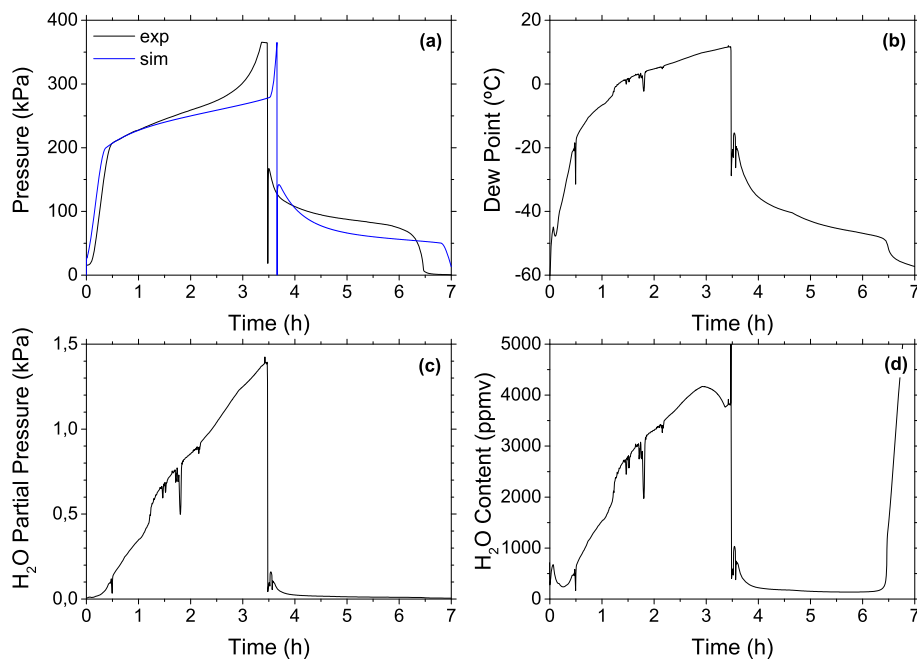 400
300
200
100
0
0 1 2 3 4 5 6 7
Pressure (kPa)
Time (h)
exp
sim
(a)
0
-20
-40
-60
0 1 2 3 4 5 6 7
Dew Point (ºC)
Time (h)
(b)
1,5
1,0
0,5
0,0
0 1 2 3 4 5 6 7
H₂O Partial Pressure (kPa)
Time (h)
(c)
5000
4000
3000
2000
1000
0
0 1 2 3 4 5 6 7
H₂O Content (ppmv)
Time (h)
(d)